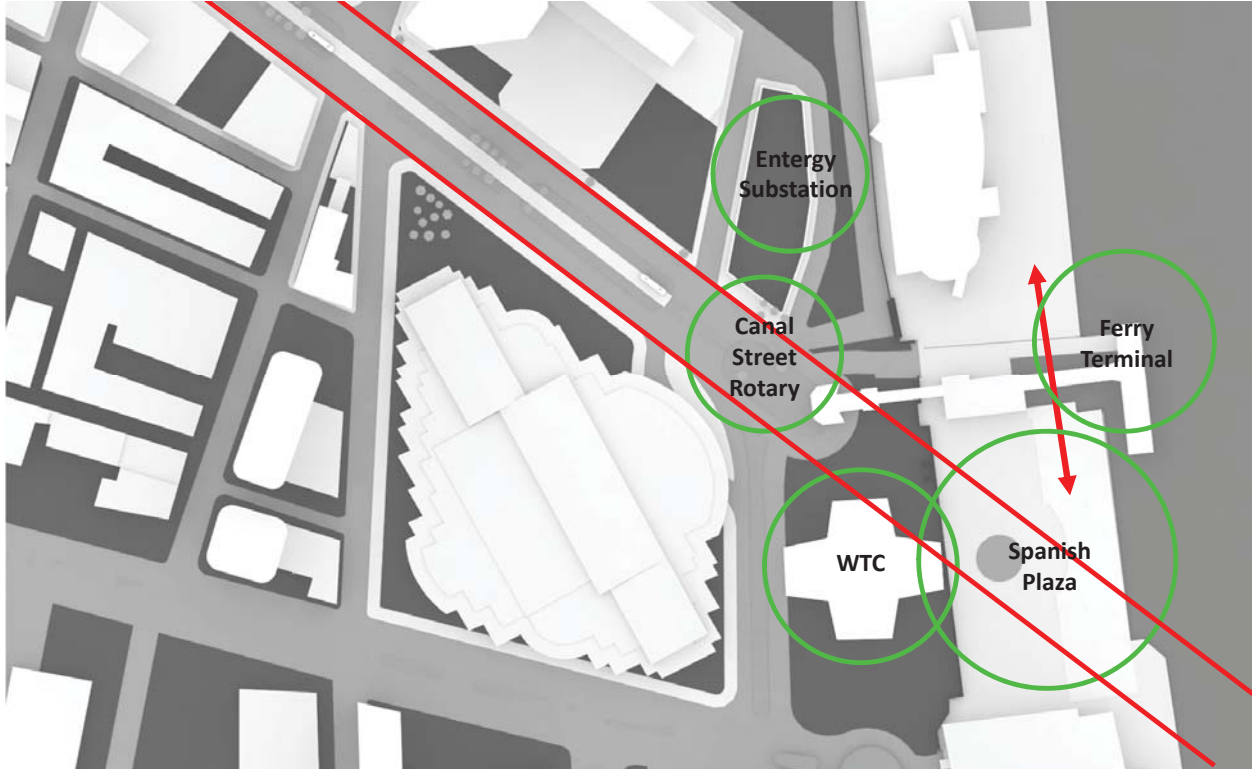 Entergy
Substation
Canal
Street
Rotary
Ferry
Terminal
WTC
Spanish
Plaza